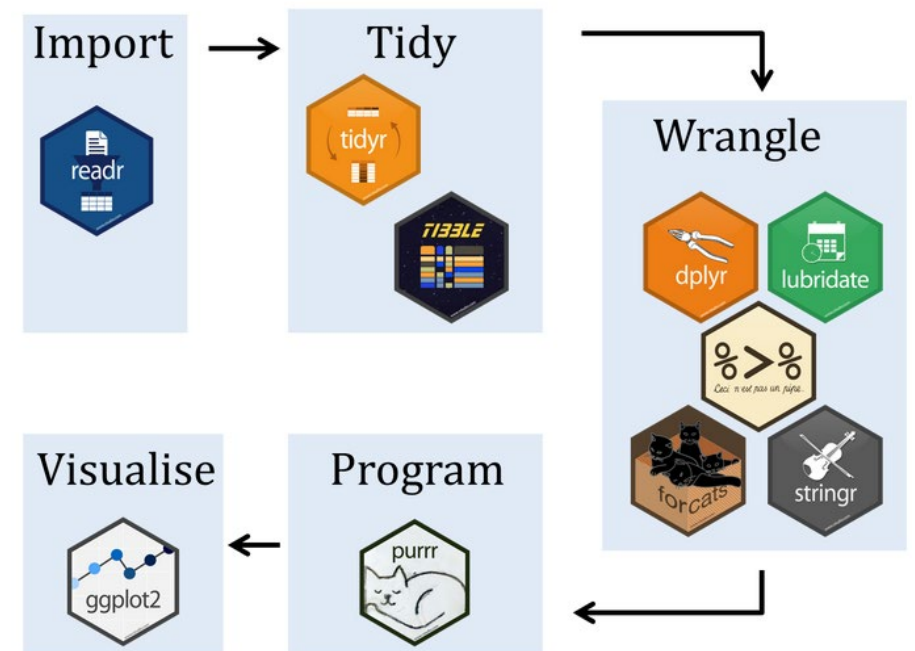 Import
Tidy
readr
tidyr
TIBBLE
Wrangle
dplyr
lubridate
%>%
Ceci n'est pas un pipe.
forcats
stringr
Visualise
Program
ggplot2
purrr